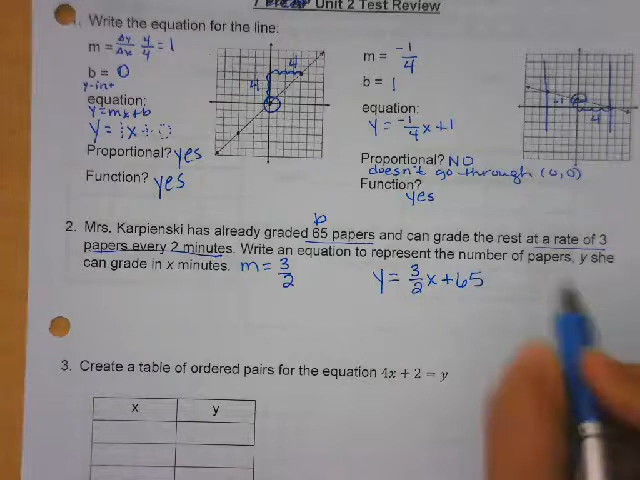 Unit 2 Test Review
1. Write the equation for the line:
m = Δy/Δx 4/4 = 1
b = 0
y-int
equation:
y = mx + b
y = 1x + 0
Proportional? yes
Function? yes
4
4
m = -1/4
b = 1
equation:
y = -1/4 x + 1
Proportional? NO
doesn't go through (0,0)
Function?
yes
-1
4
b
2. Mrs. Karpienski has already graded 65 papers and can grade the rest at a rate of 3
papers every 2 minutes. Write an equation to represent the number of papers, y she
can grade in x minutes. m = 3/2 y = 3/2 x + 65
3. Create a table of ordered pairs for the equation 4x + 2 = y
x y